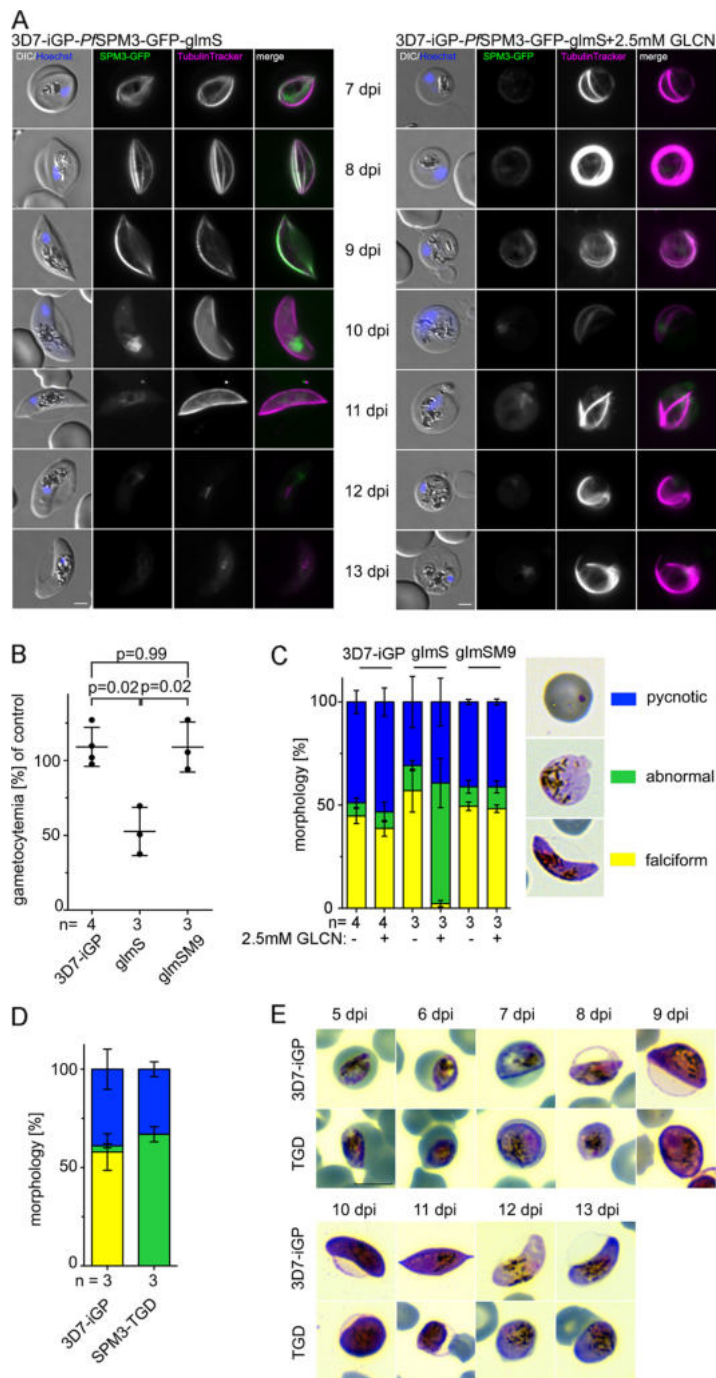 A
3D7-iGP-PfSPM3-GFP-glmS
3D7-iGP-PfSPM3-GFP-glmS+2.5mM GLCN
DIC/Hoechst SPM3-GFP TubulinTracker merge
DIC/Hoechst SPM3-GFP TubulinTracker merge
7 dpi
8 dpi
9 dpi
10 dpi
11 dpi
12 dpi
13 dpi
B
p=0.99
p=0.02 p=0.02
gametocytemia [%] of control
100
50
0
n= 4 3 3
3D7-iGP
glmS
glmSM9
C
3D7-iGP glmS glmSM9
morphology [%]
100
50
0
n= 4 4 3 3 3 3
2.5mM GLCN: - + - + - +
pycnotic
abnormal
falciform
D
morphology [%]
100
50
0
n = 3 3
3D7-iGP
SPM3-TGD
E
5 dpi 6 dpi 7 dpi 8 dpi 9 dpi
3D7-iGP
TGD
10 dpi 11 dpi 12 dpi 13 dpi
3D7-iGP
TGD